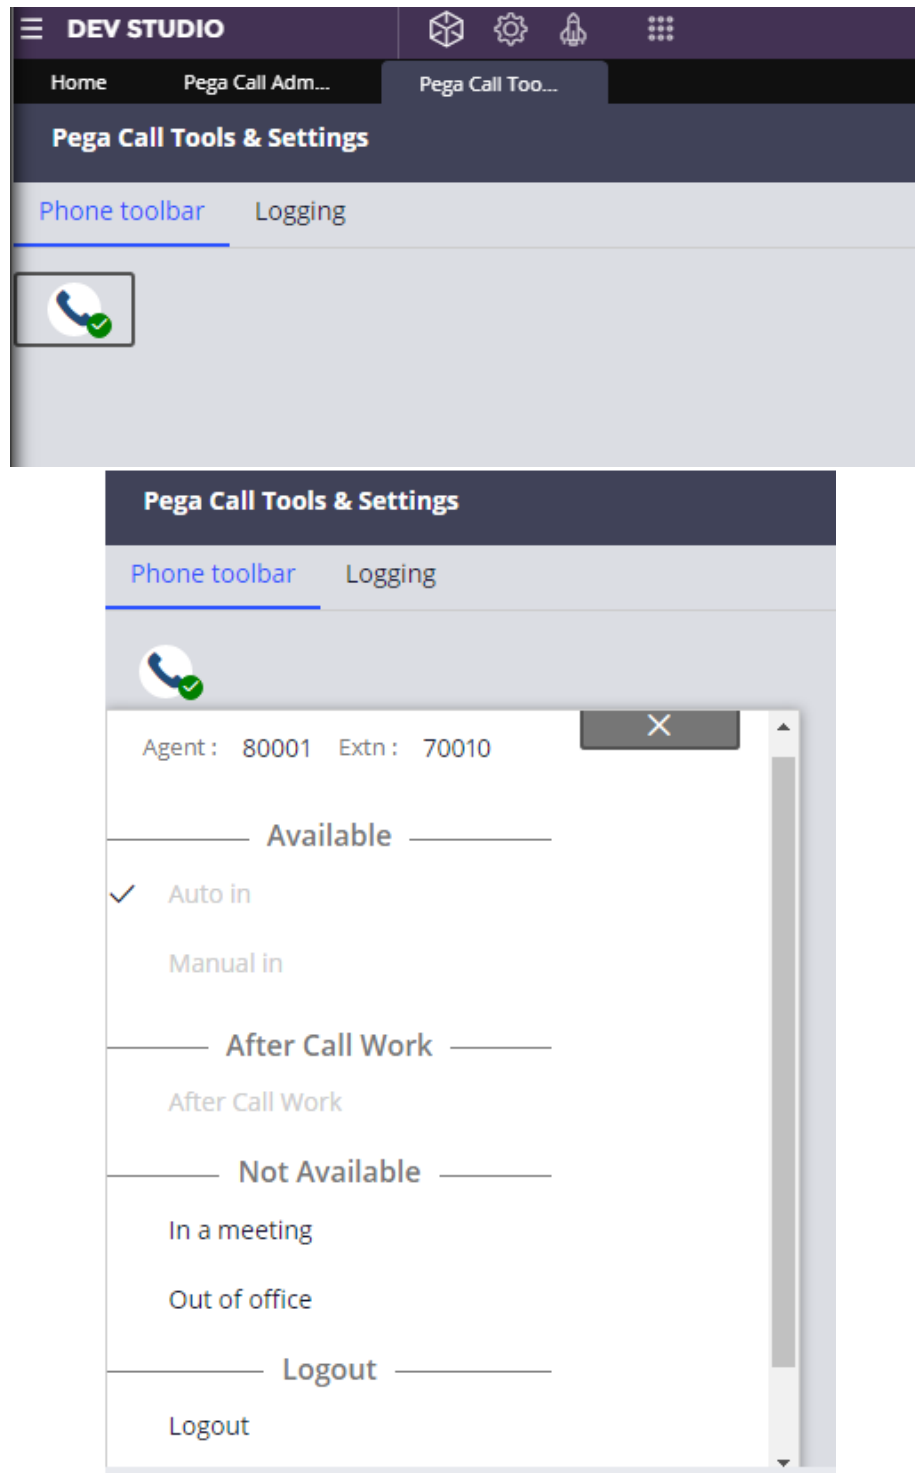 DEV STUDIO
Home Pega Call Adm... Pega Call Too...
Pega Call Tools & Settings
Phone toolbar Logging
Pega Call Tools & Settings
Phone toolbar Logging
Agent : 80001 Extn : 70010
Available
Auto in
Manual in
After Call Work
After Call Work
Not Available
In a meeting
Out of office
Logout
Logout